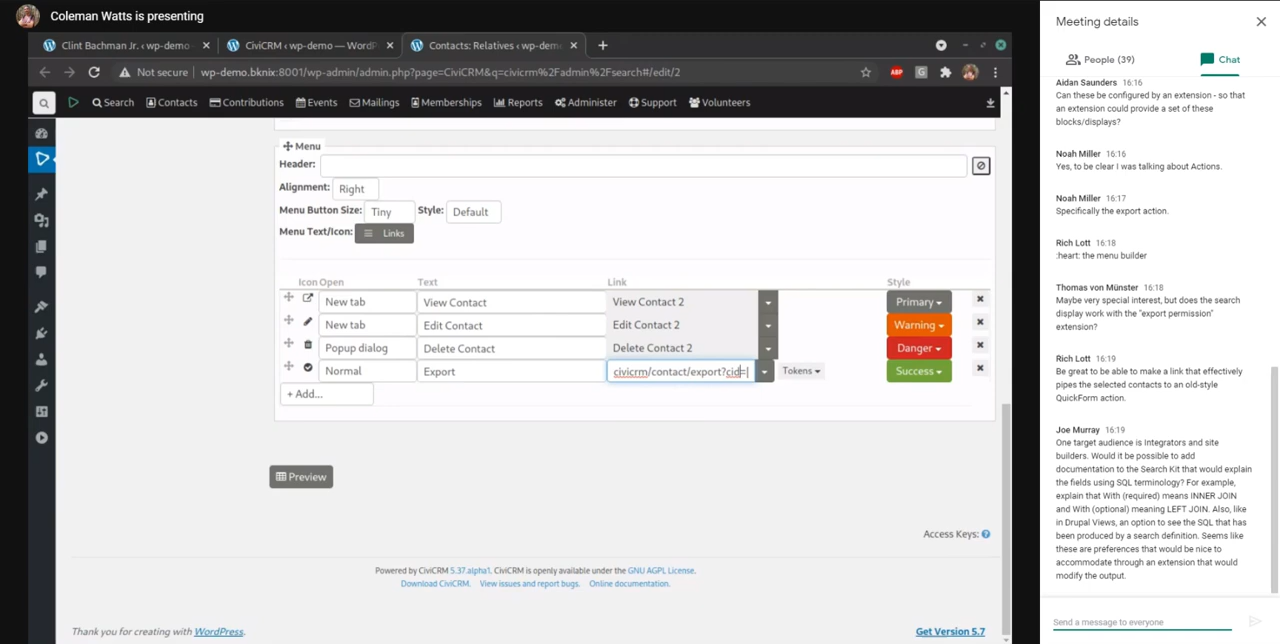 Coleman Watts is presenting
Clint Bachman Jr. ‹ wp-demo
CiviCRM ‹ wp-demo — WordP
Contacts: Relatives ‹ wp-dem
Not secure
wp-demo.bknix:8001/wp-admin/admin.php?page=CiviCRM&q=civicrm%2Fadmin%2Fsearch#/edit/2
ABP
G
Search Contacts Contributions Events Mailings Memberships Reports Administer Support Volunteers
Menu
Header:
Alignment: Right
Menu Button Size: Tiny Style: Default
Menu Text/Icon: Links
Icon Open Text Link Style
New tab View Contact View Contact 2 Primary
New tab Edit Contact Edit Contact 2 Warning
Popup dialog Delete Contact Delete Contact 2 Danger
Normal Export civicrm/contact/export?cid=[ Tokens Success
+ Add...
Preview
Access Keys:
Powered by CiviCRM 5.37.alpha1. CiviCRM is openly available under the GNU AGPL License.
Download CiviCRM. View issues and report bugs. Online documentation.
Thank you for creating with WordPress.
Get Version 5.7
Meeting details
People (39)
Chat
Aidan Saunders 16:16
Can these be configured by an extension - so that
an extension could provide a set of these
blocks/displays?
Noah Miller 16:16
Yes, to be clear I was talking about Actions.
Noah Miller 16:17
Specifically the export action.
Rich Lott 16:18
:heart: the menu builder
Thomas von Münster 16:18
Maybe very special interest, but does the search
display work with the "export permission"
extension?
Rich Lott 16:19
Be great to be able to make a link that effectively
pipes the selected contacts to an old-style
QuickForm action.
Joe Murray 16:19
One target audience is Integrators and site
builders. Would it be possible to add
documentation to the Search Kit that would explain
the fields using SQL terminology? For example,
explain that With (required) means INNER JOIN
and With (optional) meaning LEFT JOIN. Also, like
in Drupal Views, an option to see the SQL that has
been produced by a search definition. Seems like
these are preferences that would be nice to
accommodate through an extension that would
modify the output.
Send a message to everyone